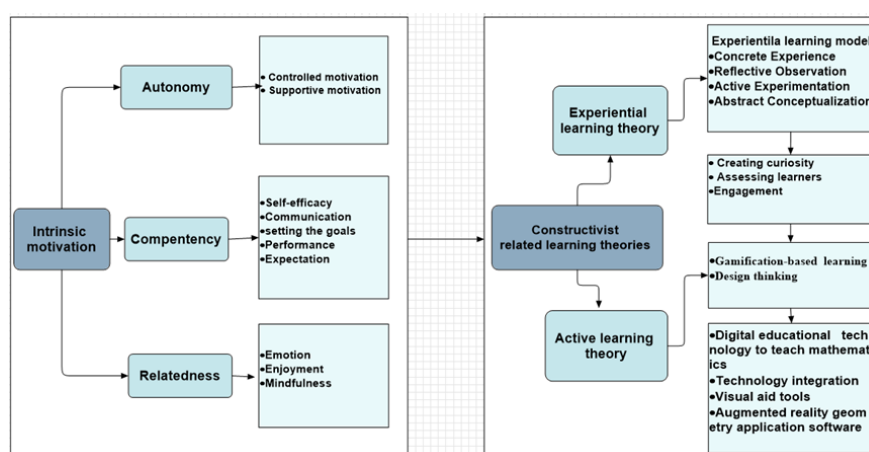 Autonomy
● Controlled motivation
● Supportive motivation
Intrinsic
motivation
Compentency
●Self-efficacy
●Communication
●setting the goals
●Performance
●Expectation
Relatedness
●Emotion
●Enjoyment
●Mindfulness
Constructivist
related learning theories
Experiential
learning theory
Experientila learning model
●Concrete Experience
●Reflective Observation
●Active Experimentation
●Abstract Conceptualization
● Creating curiosity
● Assessing learners
●Engagement
Active learning
theory
●Gamification-based learning
●Design thinking
●Digital educational tech
nology to teach mathemat
ics
●Technology integration
●Visual aid tools
●Augmented reality geom
etry application software